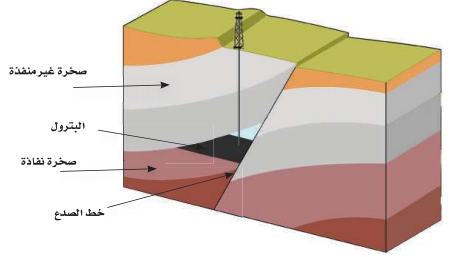 صخرة غير منفذة
البترول
صخرة نفاذة
خط الصدع